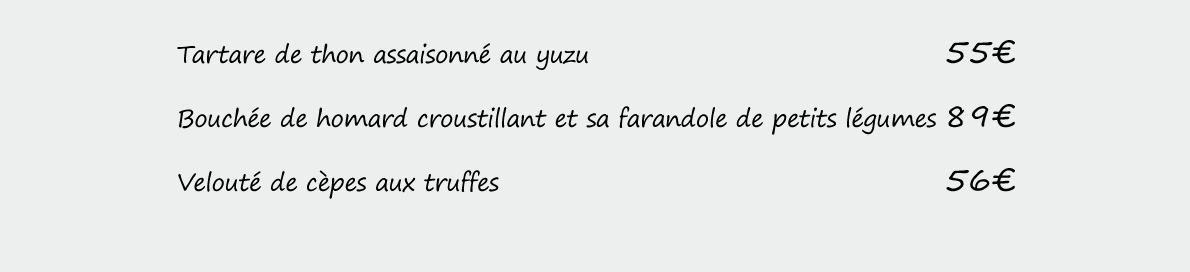 Tartare de thon assaisonné au yuzu 55€
Bouchée de homard croustillant et sa farandole de petits légumes 89€
Velouté de cèpes aux truffes 56€